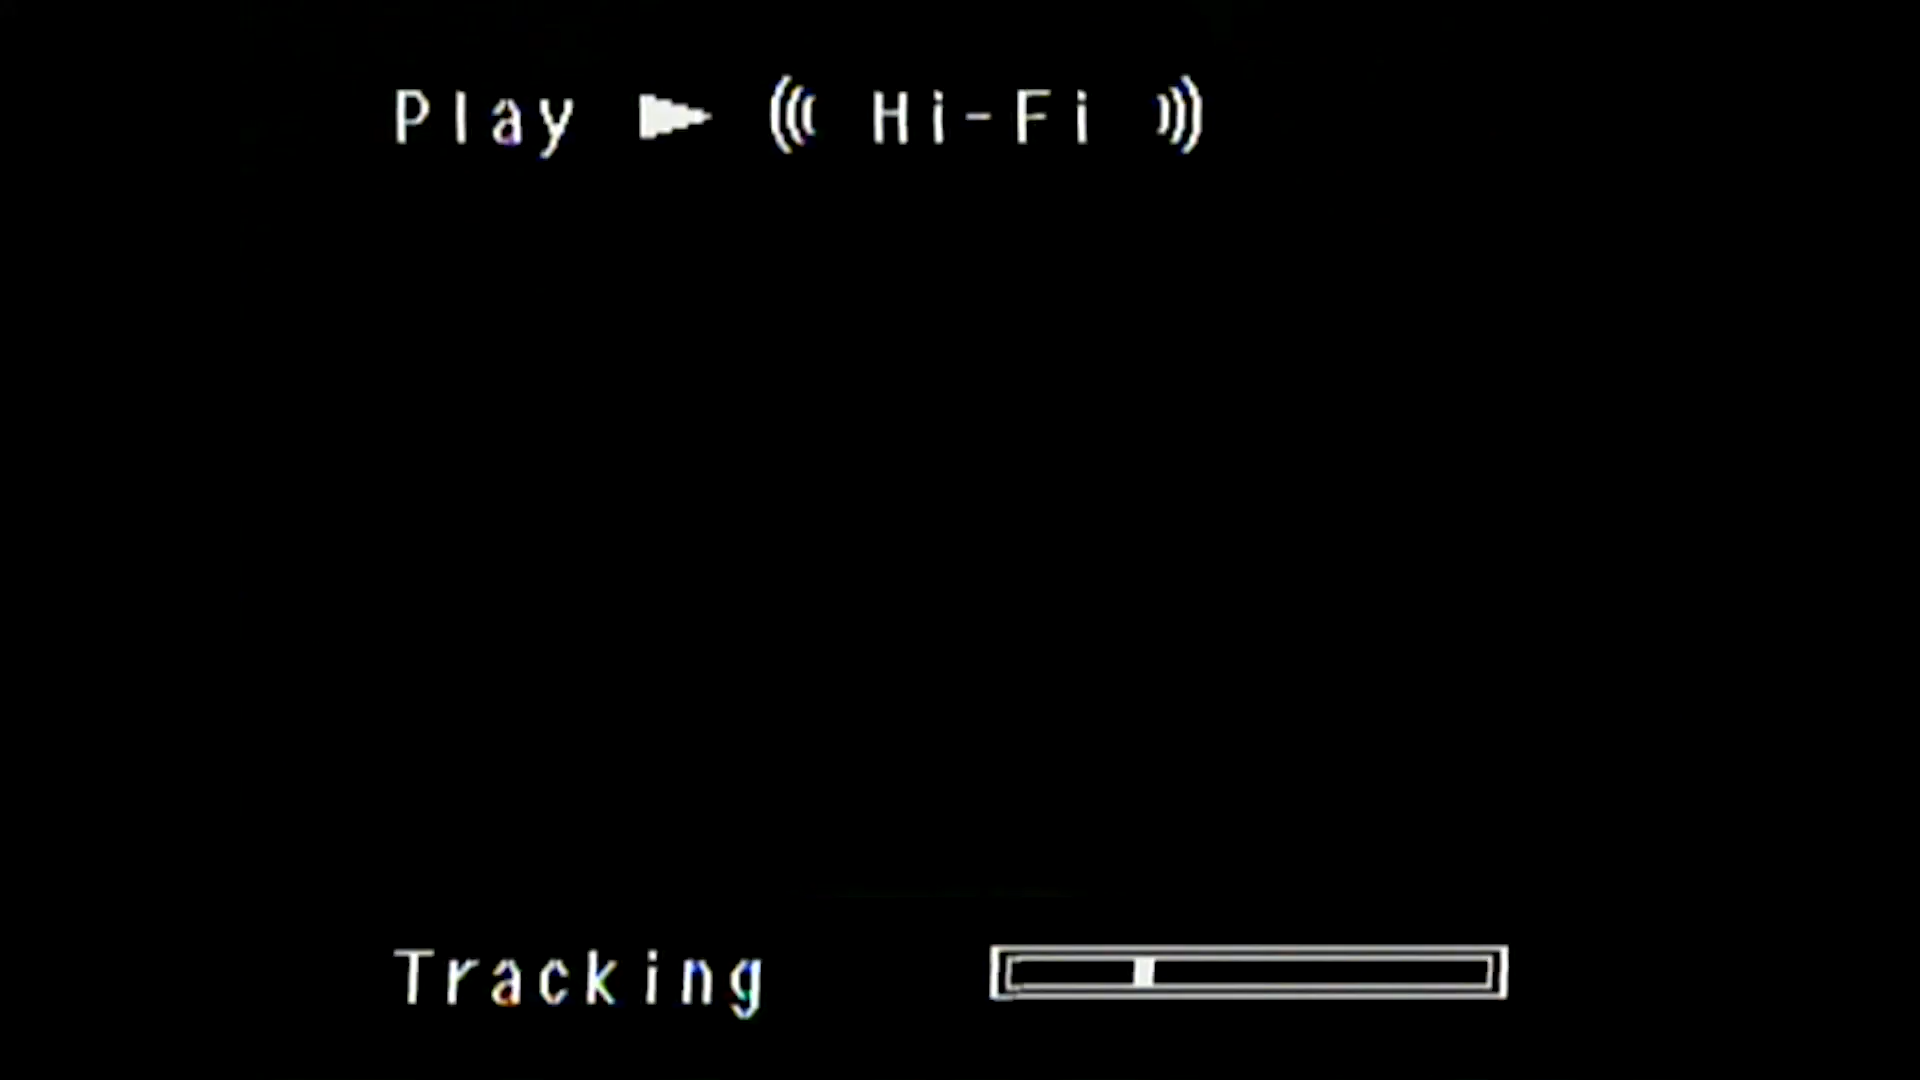 Play ► ((( Hi-Fi )))
Tracking